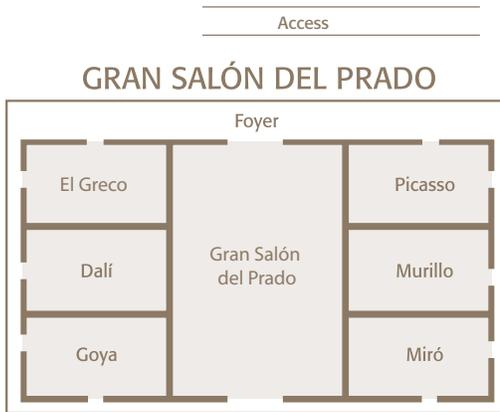 Access
GRAN SALÓN DEL PRADO
Foyer
El Greco
Picasso
Gran Salón
del Prado
Dalí
Murillo
Goya
Miró